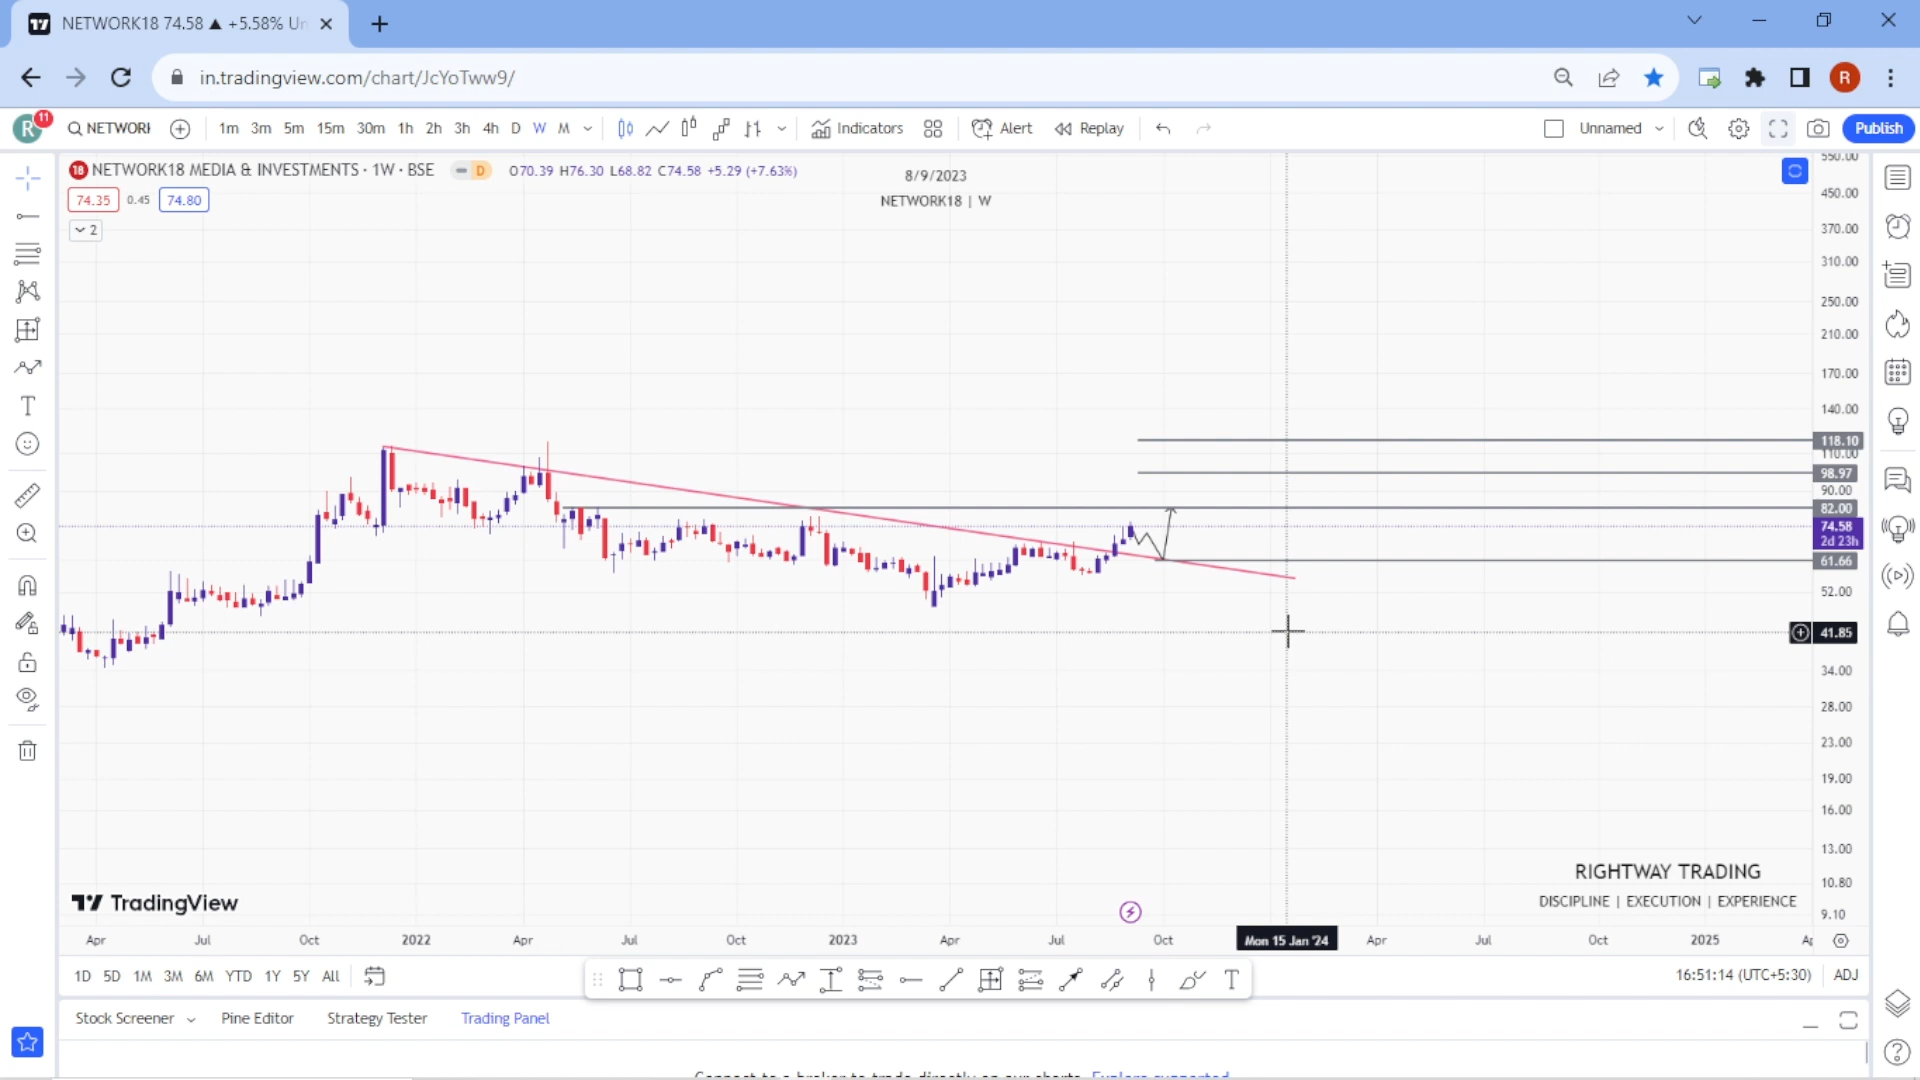 NETWORK18 74.58 ▲ +5.58% Un
in.tradingview.com/chart/JcYoTww9/
R
R 11 NETWORK 1m 3m 5m 15m 30m 1h 2h 3h 4h D W M Indicators Alert Replay Unnamed Publish
18 NETWORK18 MEDIA & INVESTMENTS · 1W · BSE D O70.39 H76.30 L68.82 C74.58 +5.29 (+7.63%)
74.35 0.45 74.80
2
8/9/2023
NETWORK18 | W
550.00
450.00
370.00
310.00
250.00
210.00
170.00
140.00
118.10
110.00
98.97
90.00
82.00
74.58
2d 23h
61.66
52.00
41.85
34.00
28.00
23.00
19.00
16.00
13.00
10.80
9.10
RIGHTWAY TRADING
DISCIPLINE | EXECUTION | EXPERIENCE
TradingView
Apr Jul Oct 2022 Apr Jul Oct 2023 Apr Jul Oct Mon 15 Jan '24 Apr Jul Oct 2025
1D 5D 1M 3M 6M YTD 1Y 5Y All
16:51:14 (UTC+5:30) ADJ
Stock Screener Pine Editor Strategy Tester Trading Panel